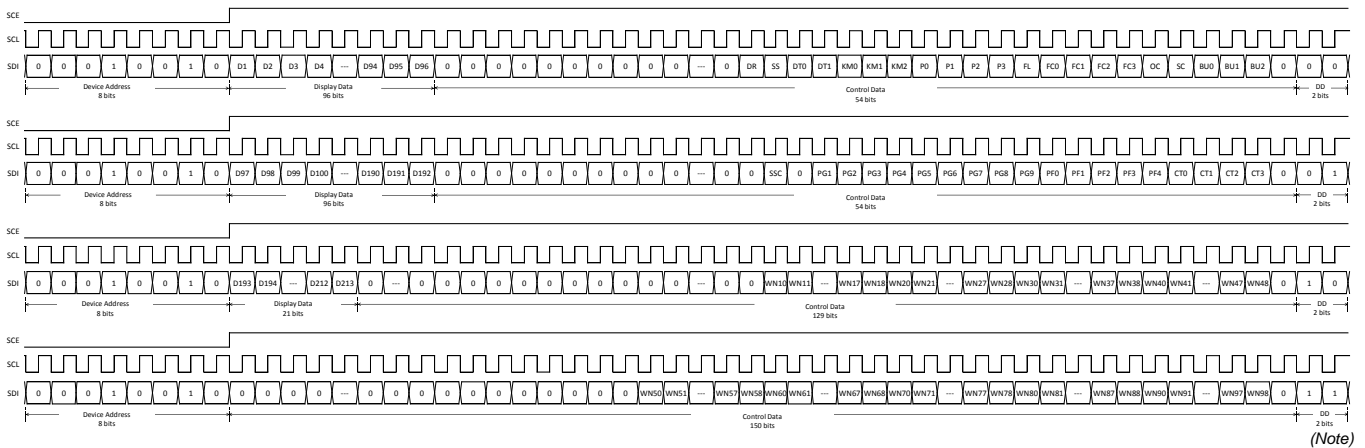 SCE
SCL
SDI 0 0 0 1 0 0 1 0 D1 D2 D3 D4 --- D94 D95 D96 0 0 0 0 0 0 0 0 0 0 --- 0 DR SS DT0 DT1 KM0 KM1 KM2 P0 P1 P2 P3 FL FC0 FC1 FC2 FC3 OC SC BU0 BU1 BU2 0 0 0
Device Address Display Data Control Data DD
8 bits 96 bits 54 bits 2 bits
SCE
SCL
SDI 0 0 0 1 0 0 1 0 D97 D98 D99 D100 --- D190 D191 D192 0 0 0 0 0 0 0 0 0 0 --- 0 0 SSC 0 PG1 PG2 PG3 PG4 PG5 PG6 PG7 PG8 PG9 PF0 PF1 PF2 PF3 PF4 CT0 CT1 CT2 CT3 0 0 1
Device Address Display Data Control Data DD
8 bits 96 bits 54 bits 2 bits
SCE
SCL
SDI 0 0 0 1 0 0 1 0 D193 D194 --- D212 D213 0 --- 0 0 0 0 0 0 0 0 0 0 0 --- 0 0 WN10 WN11 --- WN17 WN18 WN20 WN21 --- WN27 WN28 WN30 WN31 --- WN37 WN38 WN40 WN41 --- WN47 WN48 0 1 0
Device Address Display Data Control Data DD
8 bits 21 bits 129 bits 2 bits
SCE
SCL
SDI 0 0 0 1 0 0 1 0 0 0 0 0 --- 0 0 0 0 0 0 0 0 0 0 0 WN50 WN51 --- WN57 WN58 WN60 WN61 --- WN67 WN68 WN70 WN71 --- WN77 WN78 WN80 WN81 --- WN87 WN88 WN90 WN91 --- WN97 WN98 0 1 1
Device Address Control Data DD
8 bits 150 bits 2 bits
(Note)